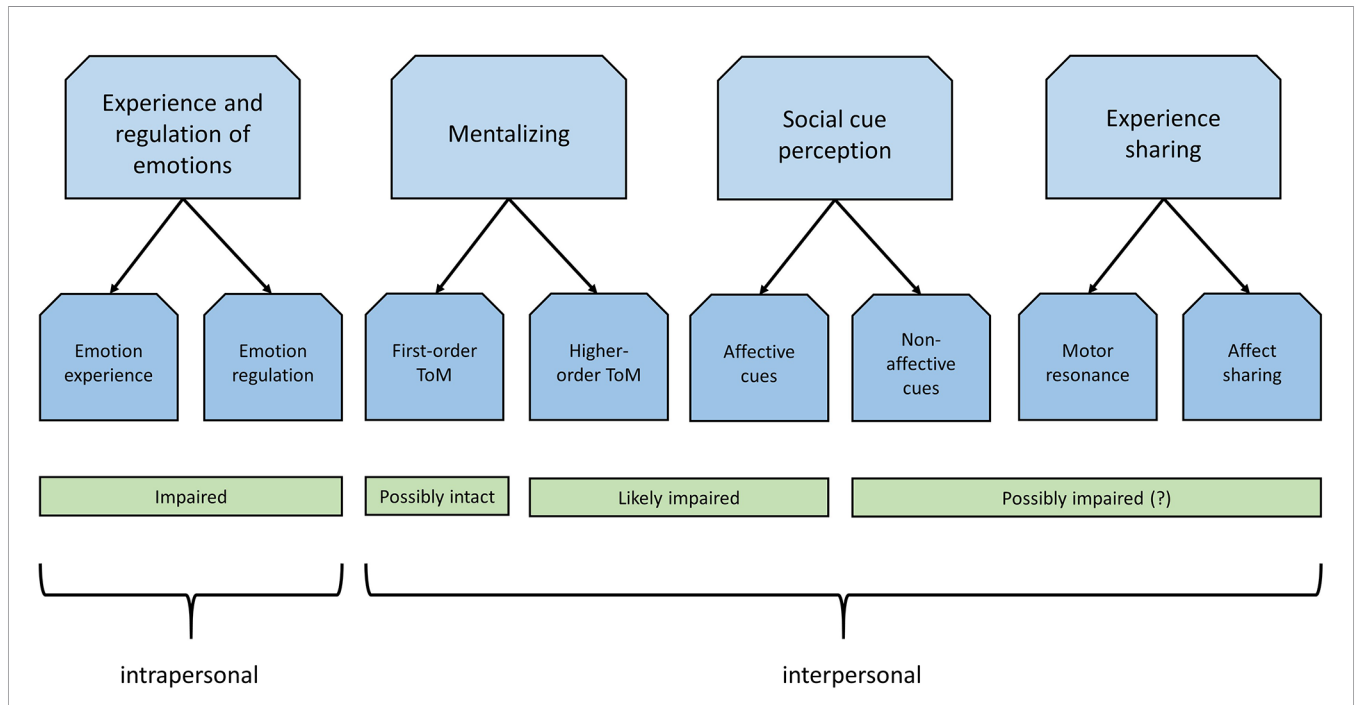 Experience and
regulation of
emotions
Mentalizing
Social cue
perception
Experience
sharing
Emotion
experience
Emotion
regulation
First-order
ToM
Higher-
order ToM
Affective
cues
Non-
affective
cues
Motor
resonance
Affect
sharing
Impaired
Possibly intact
Likely impaired
Possibly impaired (?)
intrapersonal
interpersonal